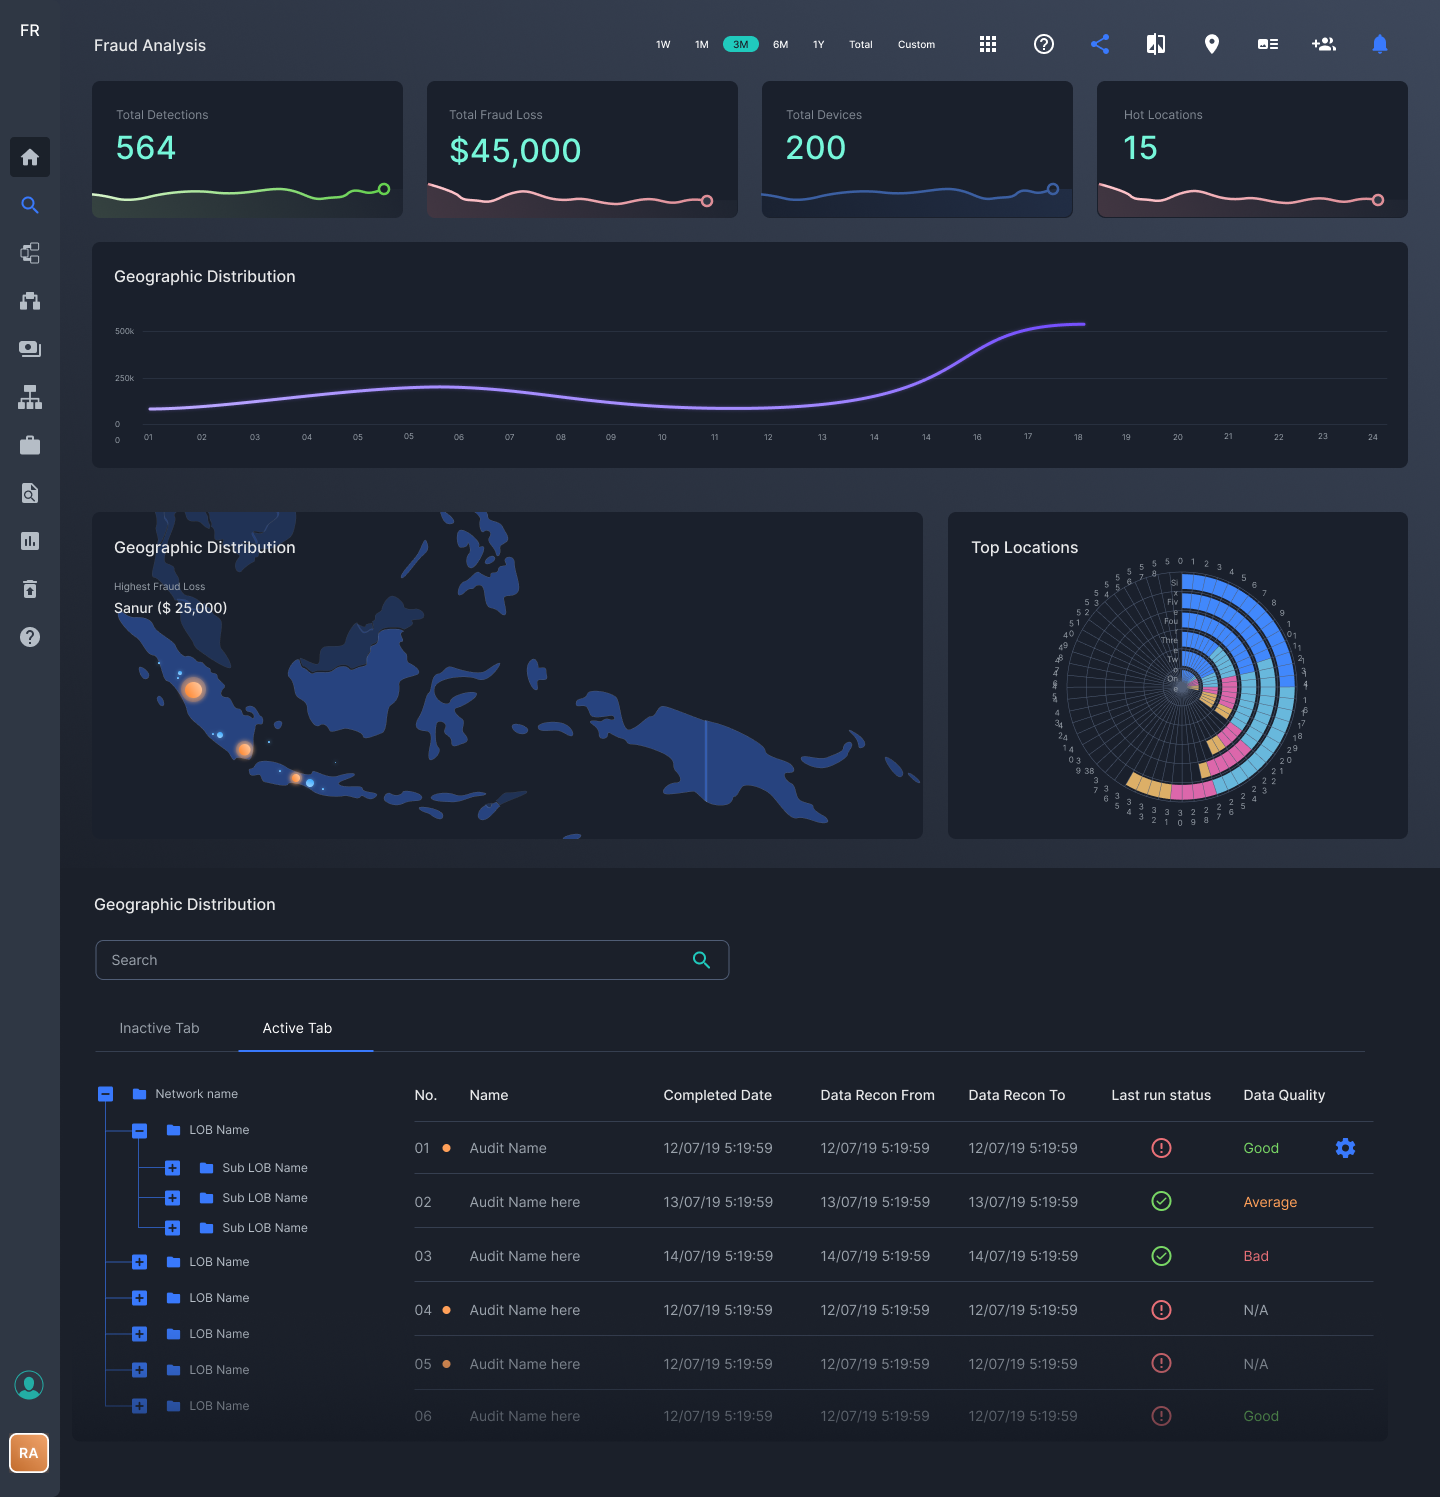 FR
Fraud Analysis
1W 1M 3M 6M 1Y Total Custom
Total Detections
564
Total Fraud Loss
$45,000
Total Devices
200
Hot Locations
15
Geographic Distribution
500k
250k
0
0 01 02 03 04 05 05 06 07 08 09 10 11 12 13 14 14 16 17 18 19 20 21 22 23 24
Geographic Distribution
Highest Fraud Loss
Sanur ($ 25,000)
Top Locations
Geographic Distribution
Search
Inactive Tab Active Tab
Network name
LOB Name
Sub LOB Name
Sub LOB Name
Sub LOB Name
LOB Name
LOB Name
LOB Name
LOB Name
LOB Name
No. Name Completed Date Data Recon From Data Recon To Last run status Data Quality
01 Audit Name 12/07/19 5:19:59 12/07/19 5:19:59 12/07/19 5:19:59 Good
02 Audit Name here 13/07/19 5:19:59 13/07/19 5:19:59 13/07/19 5:19:59 Average
03 Audit Name here 14/07/19 5:19:59 14/07/19 5:19:59 14/07/19 5:19:59 Bad
04 Audit Name here 12/07/19 5:19:59 12/07/19 5:19:59 12/07/19 5:19:59 N/A
05 Audit Name here 12/07/19 5:19:59 12/07/19 5:19:59 12/07/19 5:19:59 N/A
06 Audit Name here 12/07/19 5:19:59 12/07/19 5:19:59 12/07/19 5:19:59 Good
RA